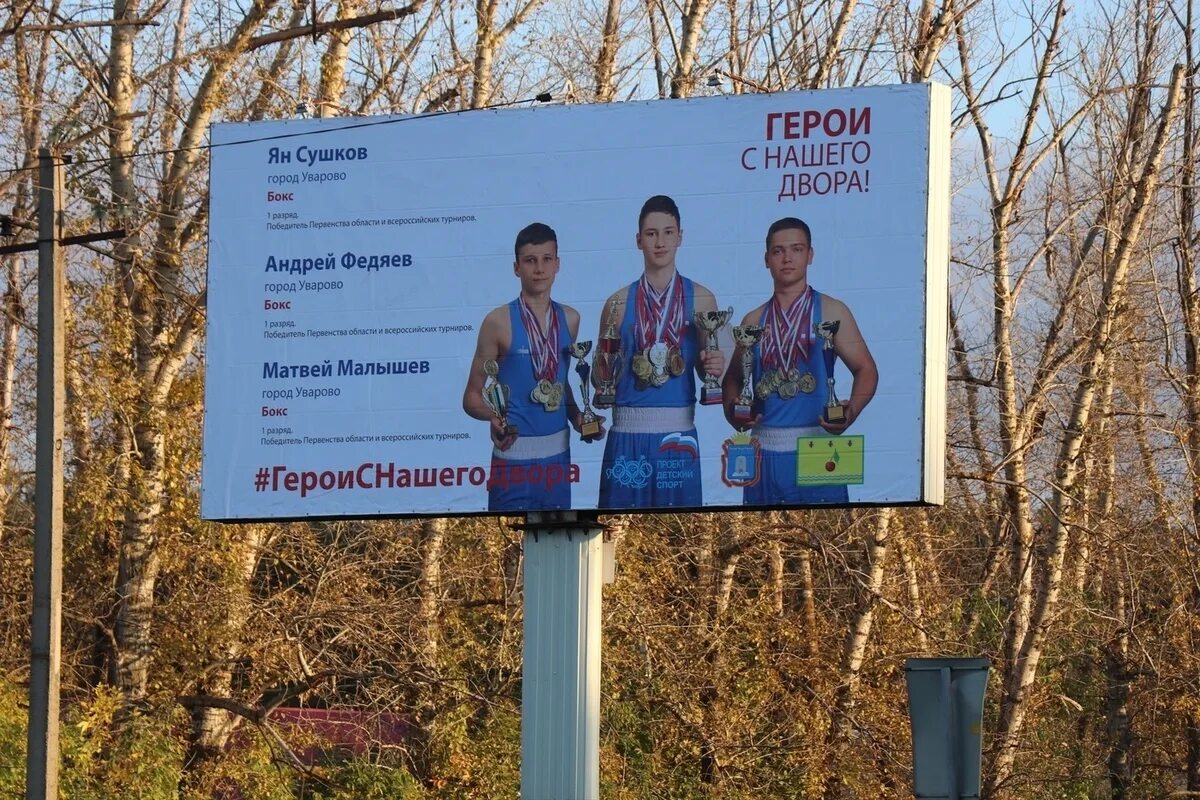 Ян Сушков
город Уварово
Бокс
1 разряд.
Победитель Первенства области и всероссийских турниров.
Андрей Федяев
город Уварово
Бокс
1 разряд.
Победитель Первенства области и всероссийских турниров.
Матвей Малышев
город Уварово
Бокс
1 разряд.
Победитель Первенства области и всероссийских турниров.
#ГероиСНашегоДвора
ГЕРОИ
С НАШЕГО
ДВОРА!
ПРОЕКТ
ДЕТСКИЙ
СПОРТ